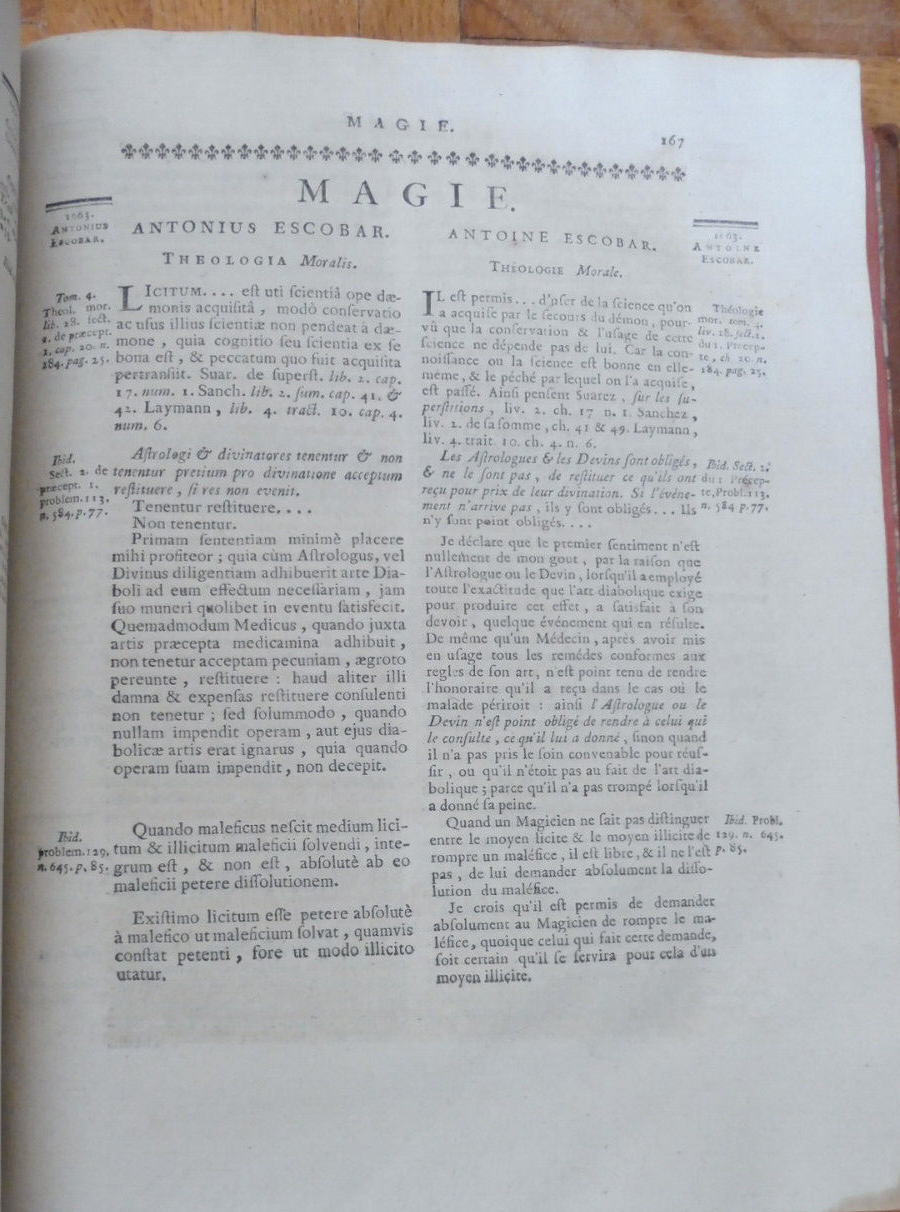 MAGIE.
167
MAGIE.
1663.
ANTONIUS
ESCOBAR.
ANTONIUS ESCOBAR.
THEOLOGIA Moralis.
Tom. 4.
Theol. mor.
lib. 28. sect.
1. de præcept.
1. cap. 20. n.
184. pag. 25.
LICITUM.... est uti scientiâ ope dæ-
monis acquisitâ, modò conservatio
ac usus illius scientiæ non pendeat à dæ-
mone, quia cognitio seu scientia ex se
bona est, & peccatum quo fuit acquisita
pertransiit. Suar. de superst. lib. 2. cap.
17. num. 1. Sanch. lib. 2. sum. cap. 41. &
42. Laymann, lib. 4. tract. 10. cap. 4.
num. 6.
Ibid.
Sect. 2. de
præcept. 1.
problem. 113.
n. 584. p. 77.
Astrologi & divinatores tenentur & non
tenentur pretium pro divinatione acceptum
restituere, si res non evenit.
Tenentur restituere....
Non tenentur.
Primam sententiam minimè placere
mihi profiteor; quia cùm Astrologus, vel
Divinus diligentiam adhibuerit arte Dia-
boli ad eum effectum necessariam, jam
suo muneri quolibet in eventu satisfecit.
Quemadmodum Medicus, quando juxta
artis præcepta medicamina adhibuit,
non tenetur acceptam pecuniam, ægroto
pereunte, restituere: haud aliter illi
damna & expensas restituere consulenti
non tenetur; sed solummodo, quando
nullam impendit operam, aut ejus dia-
bolicæ artis erat ignarus, quia quando
operam suam impendit, non decepit.
Ibid.
problem. 129.
n. 645. p. 85.
Quando maleficus nescit medium lici-
tum & illicitum maleficii solvendi, inte-
grum est, & non est, absolutè ab eo
maleficii petere dissolutionem.
Existimo licitum esse petere absolutè
à malefico ut maleficium solvat, quamvis
constat petenti, fore ut modo illicito
utatur.
ANTOINE ESCOBAR.
THÉOLOGIE Morale.
1663.
ANTOINE
ESCOBAR.
IL est permis... d'user de la science qu'on
a acquise par le secours du démon, pour-
vû que la conservation & l'usage de cette
science ne dépende pas de lui. Car la con-
noissance ou la science est bonne en elle-
même, & le péché par lequel on l'a acquise,
est passé. Ainsi pensent Suarez, sur les su-
perstitions, liv. 2. ch. 17 n. 1. Sanchez,
liv. 2. de sa somme, ch. 41 & 49. Laymann,
liv. 4. trait. 10. ch. 4. n. 6.
Théologie
mor. tom. 4.
liv. 28. sect. 1.
du 1. Précep-
te, ch. 20. n.
184. pag. 25.
Les Astrologues & les Devins sont obligés,
& ne le sont pas, de restituer ce qu'ils ont
reçu pour prix de leur divination. Si l'événe-
ment n'arrive pas, ils y sont obligés... Ils
n'y sont point obligés....
Ibid. Sect. 2.
du 1. Précep-
te, Probl. 113.
n. 584 p. 77.
Je déclare que le premier sentiment n'est
nullement de mon gout, par la raison que
l'Astrologue ou le Devin, lorsqu'il a employé
toute l'exactitude que l'art diabolique exige
pour produire cet effet, a satisfait à son
devoir, quelque événement qui en résulte.
De même qu'un Médecin, après avoir mis
en usage tous les remédes conformes aux
regles de son art, n'est point tenu de rendre
l'honoraire qu'il a reçu dans le cas où le
malade périroit: ainsi l'Astrologue ou le
Devin n'est point obligé de rendre à celui qui
le consulte, ce qu'il lui a donné, sinon quand
il n'a pas pris le soin convenable pour réus-
sir, ou qu'il n'étoit pas au fait de l'art dia-
bolique; parce qu'il n'a pas trompé lorsqu'il
a donné sa peine.
Quand un Magicien ne sait pas distinguer
entre le moyen licite & le moyen illicite de
rompre un maléfice, il est libre, & il ne l'est
pas, de lui demander absolument la disso-
lution du maléfice.
Ibid. Probl.
129. n. 645.
p. 85.
Je crois qu'il est permis de demander
absolument au Magicien de rompre le ma-
léfice, quoique celui qui fait cette demande,
soit certain qu'il se servira pour cela d'un
moyen illicite.